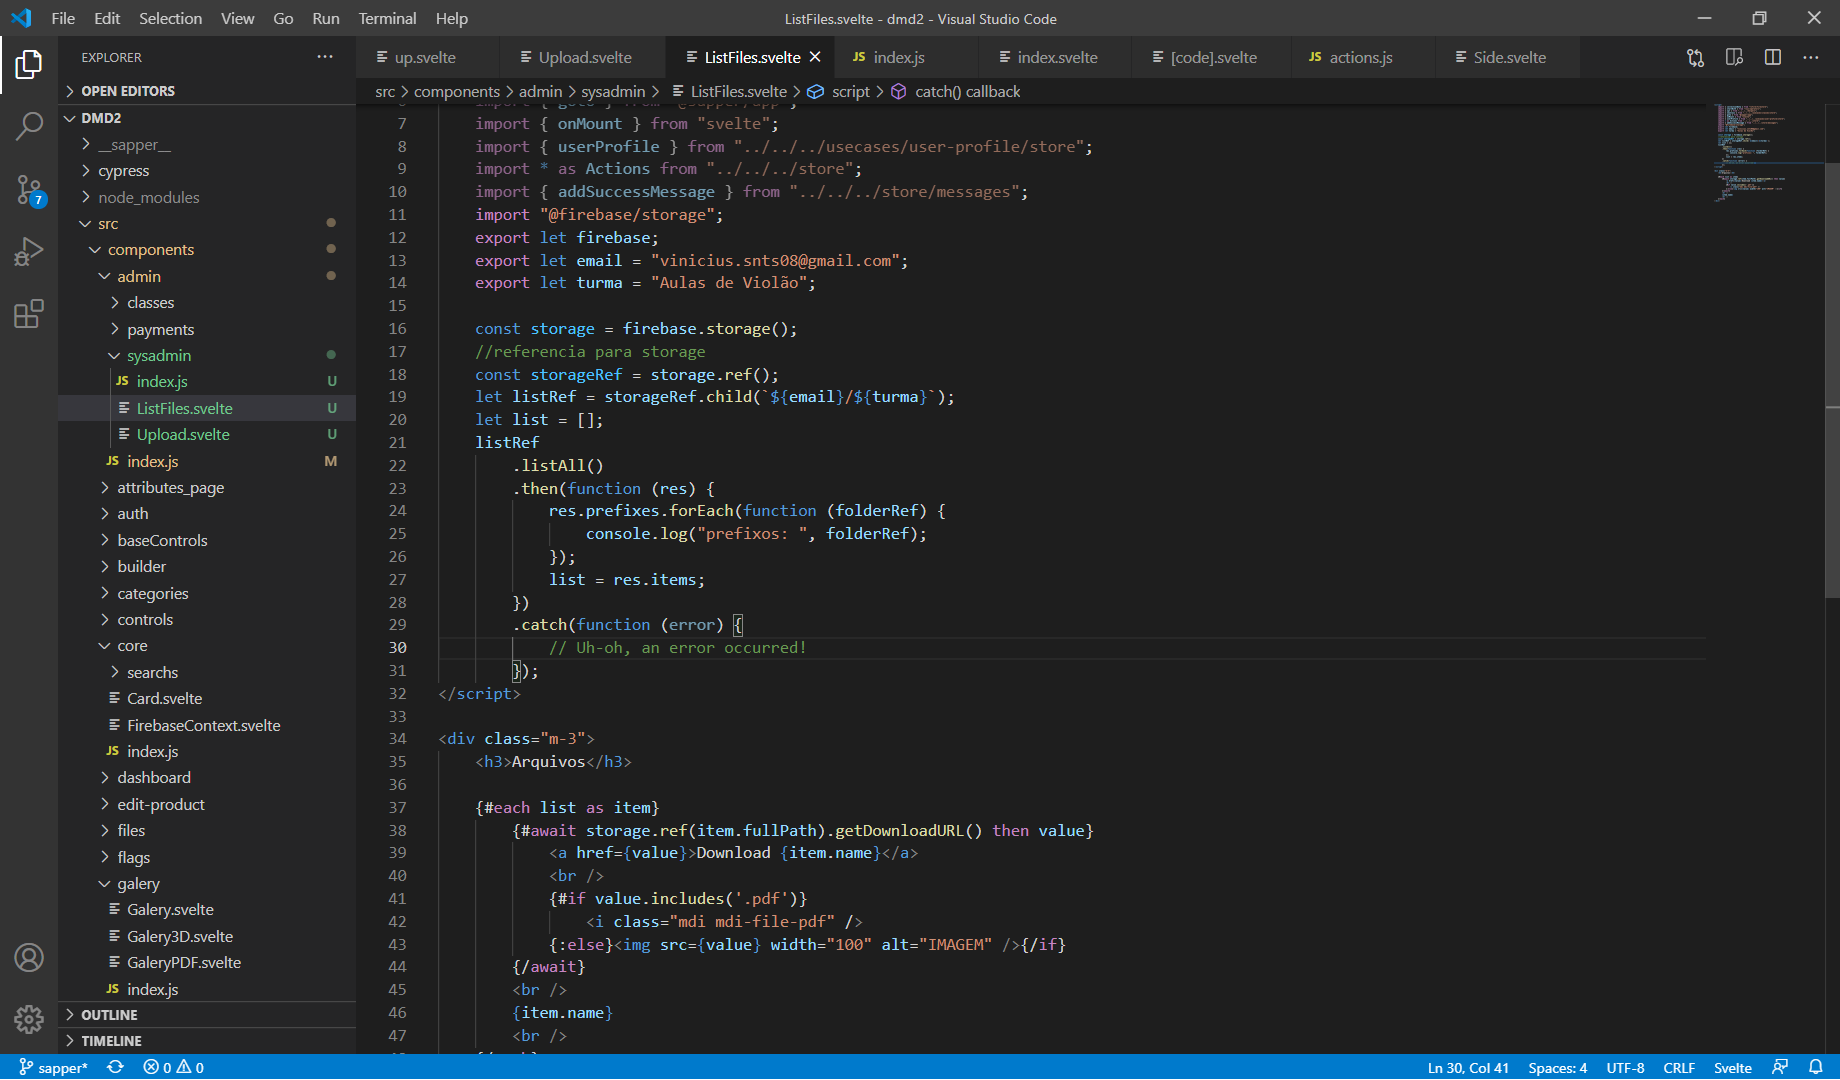 File Edit Selection View Go Run Terminal Help
ListFiles.svelte - dmd2 - Visual Studio Code
EXPLORER
OPEN EDITORS
DMD2
__sapper__
cypress
node_modules
src
components
admin
classes
payments
sysadmin
JS index.js U
ListFiles.svelte U
Upload.svelte U
JS index.js M
attributes_page
auth
baseControls
builder
categories
controls
core
searchs
Card.svelte
FirebaseContext.svelte
JS index.js
dashboard
edit-product
files
flags
galery
Galery.svelte
Galery3D.svelte
GaleryPDF.svelte
JS index.js
OUTLINE
TIMELINE
7
up.svelte Upload.svelte ListFiles.svelte JS index.js index.svelte [code].svelte JS actions.js Side.svelte
src > components > admin > sysadmin > ListFiles.svelte > script > catch() callback
7 import { onMount } from "svelte";
8 import { userProfile } from "../../../usecases/user-profile/store";
9 import * as Actions from "../../../store";
10 import { addSuccessMessage } from "../../../store/messages";
11 import "@firebase/storage";
12 export let firebase;
13 export let email = "vinicius.snts08@gmail.com";
14 export let turma = "Aulas de Violão";
15
16 const storage = firebase.storage();
17 //referencia para storage
18 const storageRef = storage.ref();
19 let listRef = storageRef.child(`${email}/${turma}`);
20 let list = [];
21 listRef
22 .listAll()
23 .then(function (res) {
24 res.prefixes.forEach(function (folderRef) {
25 console.log("prefixos: ", folderRef);
26 });
27 list = res.items;
28 })
29 .catch(function (error) {
30 // Uh-oh, an error occurred!
31 });
32 </script>
33
34 <div class="m-3">
35 <h3>Arquivos</h3>
36
37 {#each list as item}
38 {#await storage.ref(item.fullPath).getDownloadURL() then value}
39 <a href={value}>Download {item.name}</a>
40 <br />
41 {#if value.includes('.pdf')}
42 <i class="mdi mdi-file-pdf" />
43 {:else}<img src={value} width="100" alt="IMAGEM" />{/if}
44 {/await}
45 <br />
46 {item.name}
47 <br />
sapper* 0 0 Ln 30, Col 41 Spaces: 4 UTF-8 CRLF Svelte